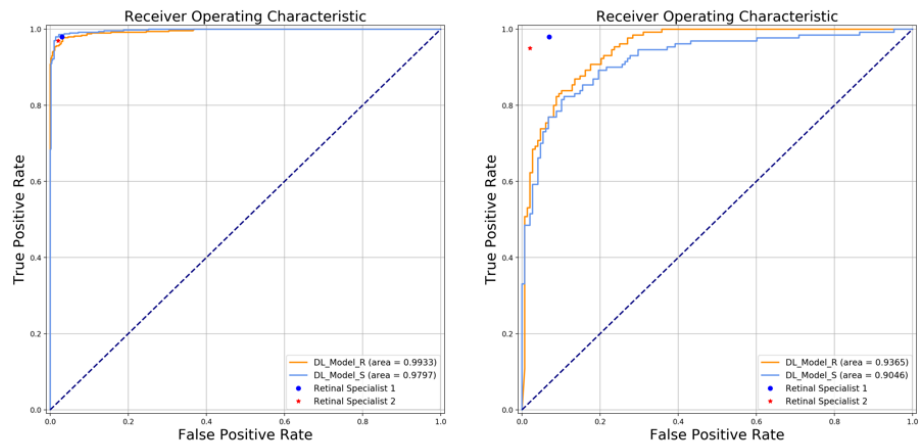 Receiver Operating Characteristic
1.0
0.8
0.6
0.4
0.2
0.0
True Positive Rate
0.0
0.2
0.4
0.6
0.8
1.0
False Positive Rate
DL_Model_R (area = 0.9933)
DL_Model_S (area = 0.9797)
Retinal Specialist 1
Retinal Specialist 2
Receiver Operating Characteristic
1.0
0.8
0.6
0.4
0.2
0.0
True Positive Rate
0.0
0.2
0.4
0.6
0.8
1.0
False Positive Rate
DL_Model_R (area = 0.9365)
DL_Model_S (area = 0.9046)
Retinal Specialist 1
Retinal Specialist 2